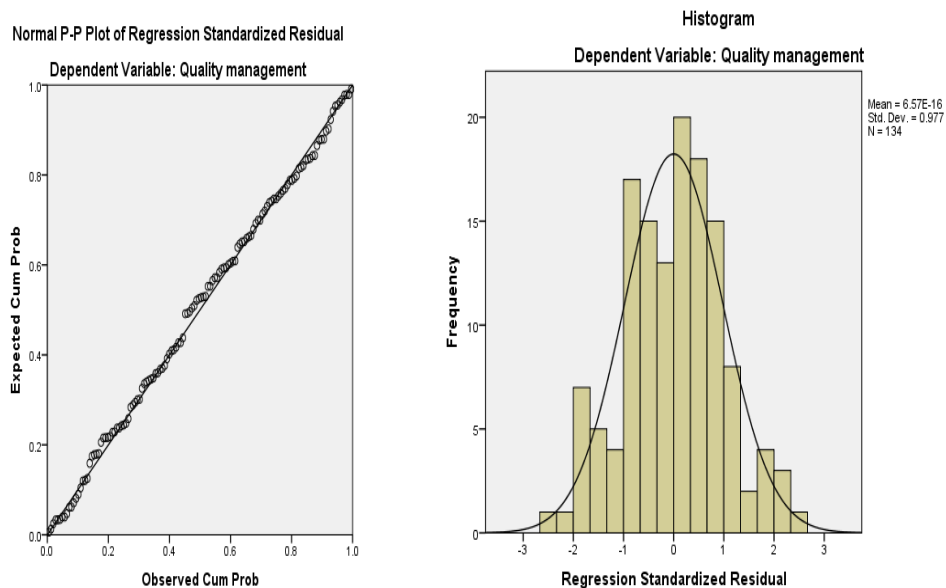 Normal P-P Plot of Regression Standardized Residual
Dependent Variable: Quality management
1.0
0.8
0.6
0.4
0.2
0.0
Expected Cum Prob
0.0 0.2 0.4 0.6 0.8 1.0
Observed Cum Prob
Histogram
Dependent Variable: Quality management
Mean = 6.57E-16
Std. Dev. = 0.977
N = 134
20
15
10
5
0
Frequency
-3 -2 -1 0 1 2 3
Regression Standardized Residual